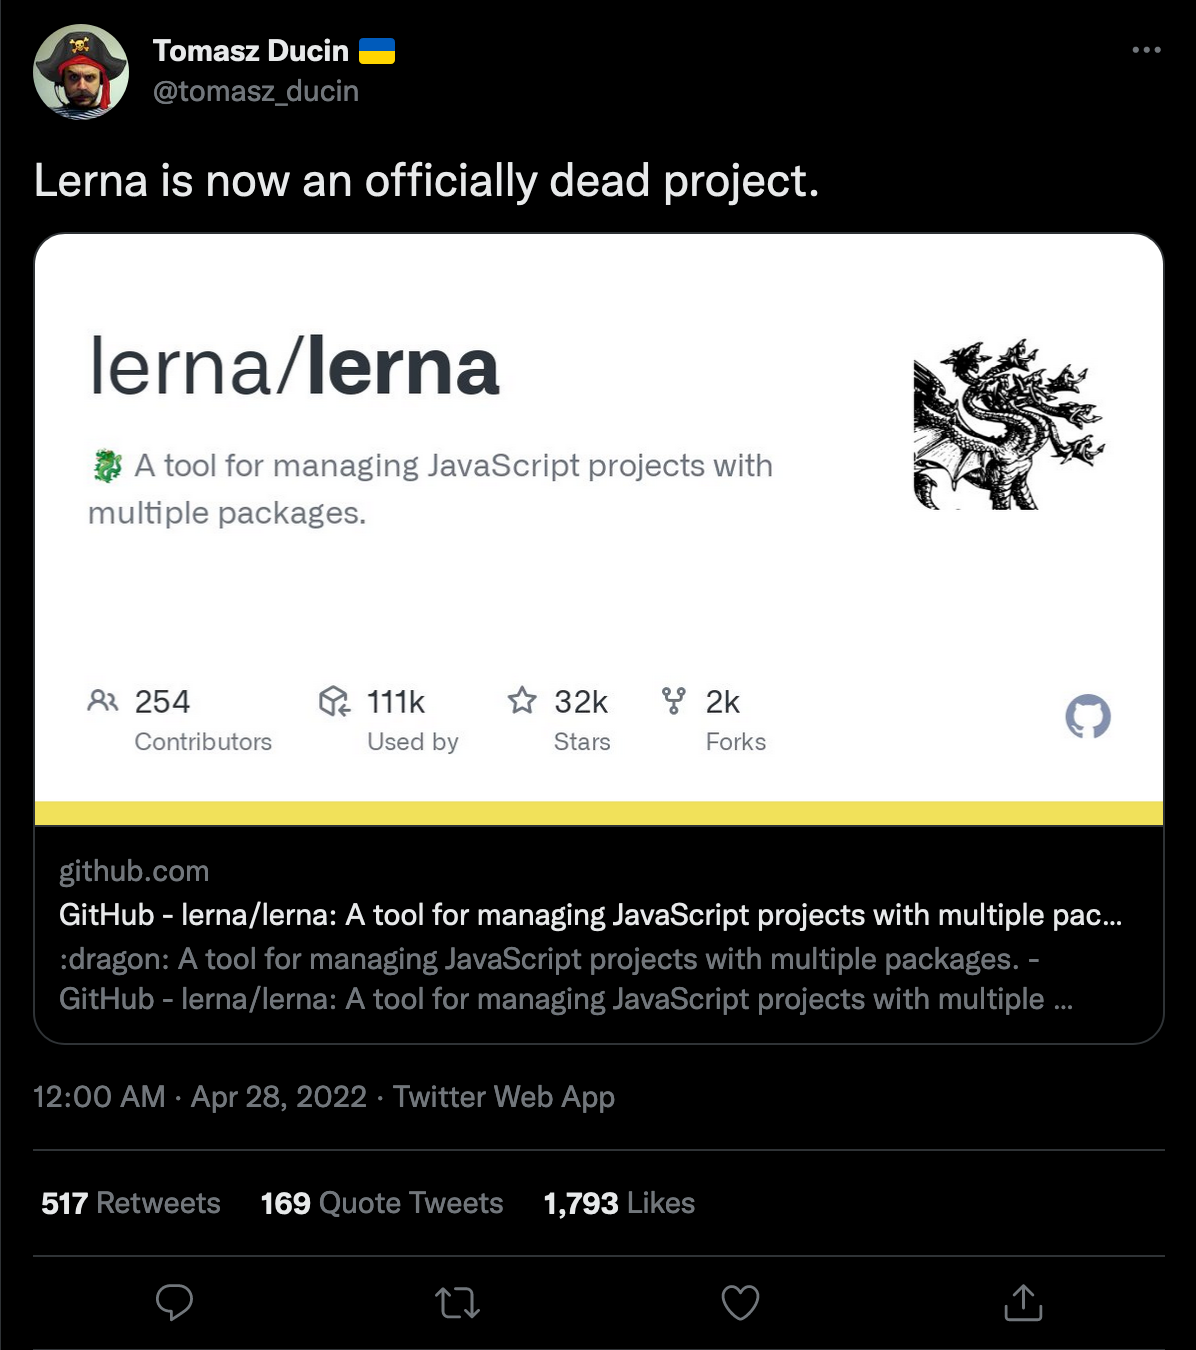 Tomasz Ducin 🇺🇦
@tomasz_ducin
Lerna is now an officially dead project.
lerna/lerna
🐉 A tool for managing JavaScript projects with
multiple packages.
254 111k 32k 2k
Contributors Used by Stars Forks
github.com
GitHub - lerna/lerna: A tool for managing JavaScript projects with multiple pac...
:dragon: A tool for managing JavaScript projects with multiple packages. -
GitHub - lerna/lerna: A tool for managing JavaScript projects with multiple ...
12:00 AM · Apr 28, 2022 · Twitter Web App
517 Retweets 169 Quote Tweets 1,793 Likes